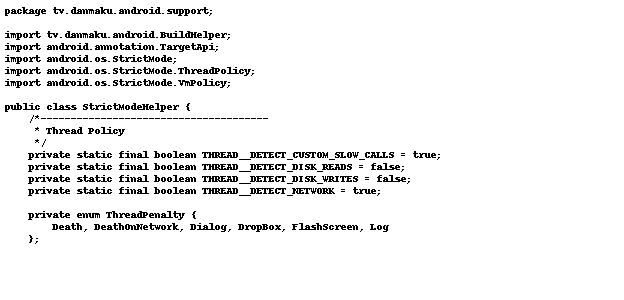 package tv.danmaku.android.support;

import tv.danmaku.android.BuildHelper;
import android.annotation.TargetApi;
import android.os.StrictMode;
import android.os.StrictMode.ThreadPolicy;
import android.os.StrictMode.VmPolicy;

public class StrictModeHelper {
    /*--------------------------------------
     * Thread Policy
     */
    private static final boolean THREAD__DETECT_CUSTOM_SLOW_CALLS = true;
    private static final boolean THREAD__DETECT_DISK_READS = false;
    private static final boolean THREAD__DETECT_DISK_WRITES = false;
    private static final boolean THREAD__DETECT_NETWORK = true;

    private enum ThreadPenalty {
        Death, DeathOnNetwork, Dialog, DropBox, FlashScreen, Log
    };